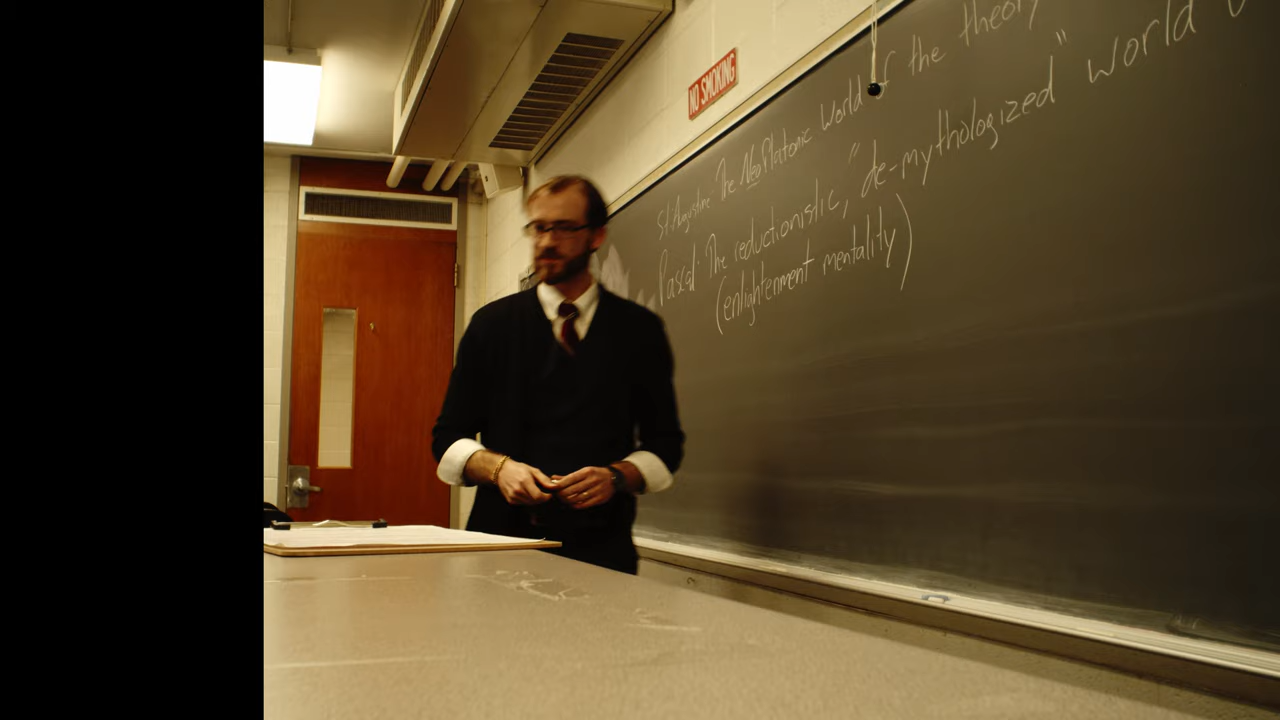 NO SMOKING
St. Augustine: The NeoPlatonic World of the theory
Pascal: The reductionistic, "de-mythologized" world
(enlightenment mentality)